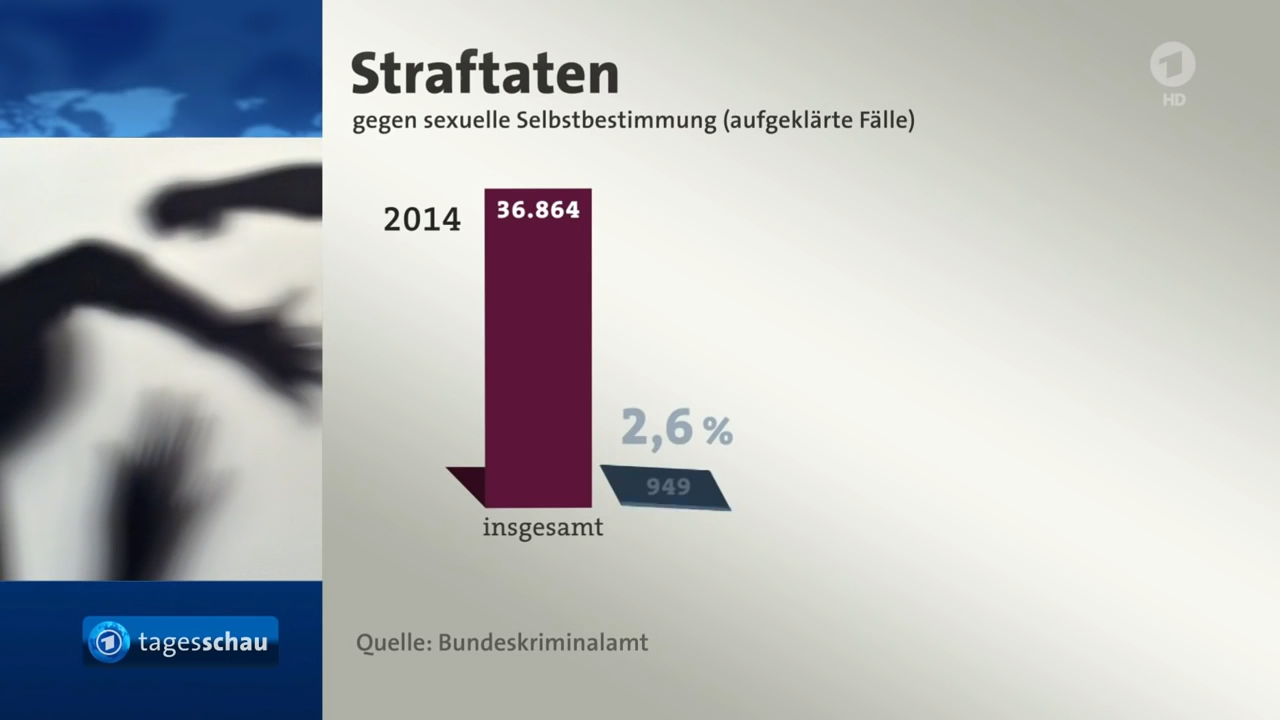 Straftaten
gegen sexuelle Selbstbestimmung (aufgeklärte Fälle)
HD
2014
36.864
2,6 %
949
insgesamt
Quelle: Bundeskriminalamt
tagesschau